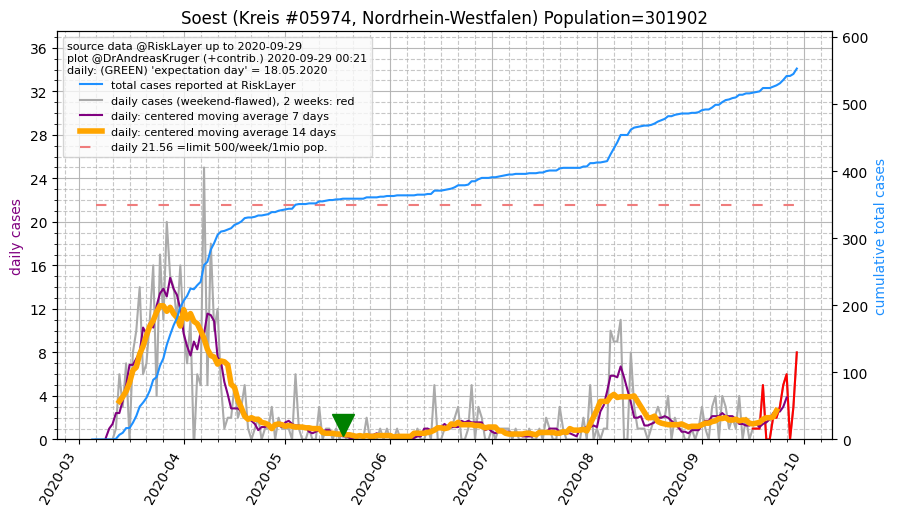 Soest (Kreis #05974, Nordrhein-Westfalen) Population=301902
source data @RiskLayer up to 2020-09-29
plot @DrAndreasKruger (+contrib.) 2020-09-29 00:21
daily: (GREEN) 'expectation day' = 18.05.2020
total cases reported at RiskLayer
daily cases (weekend-flawed), 2 weeks: red
daily: centered moving average 7 days
daily: centered moving average 14 days
daily 21.56 =limit 500/week/1mio pop.
daily cases
36
32
28
24
20
16
12
8
4
0
cumulative total cases
600
500
400
300
200
100
0
2020-03
2020-04
2020-05
2020-06
2020-07
2020-08
2020-09
2020-10